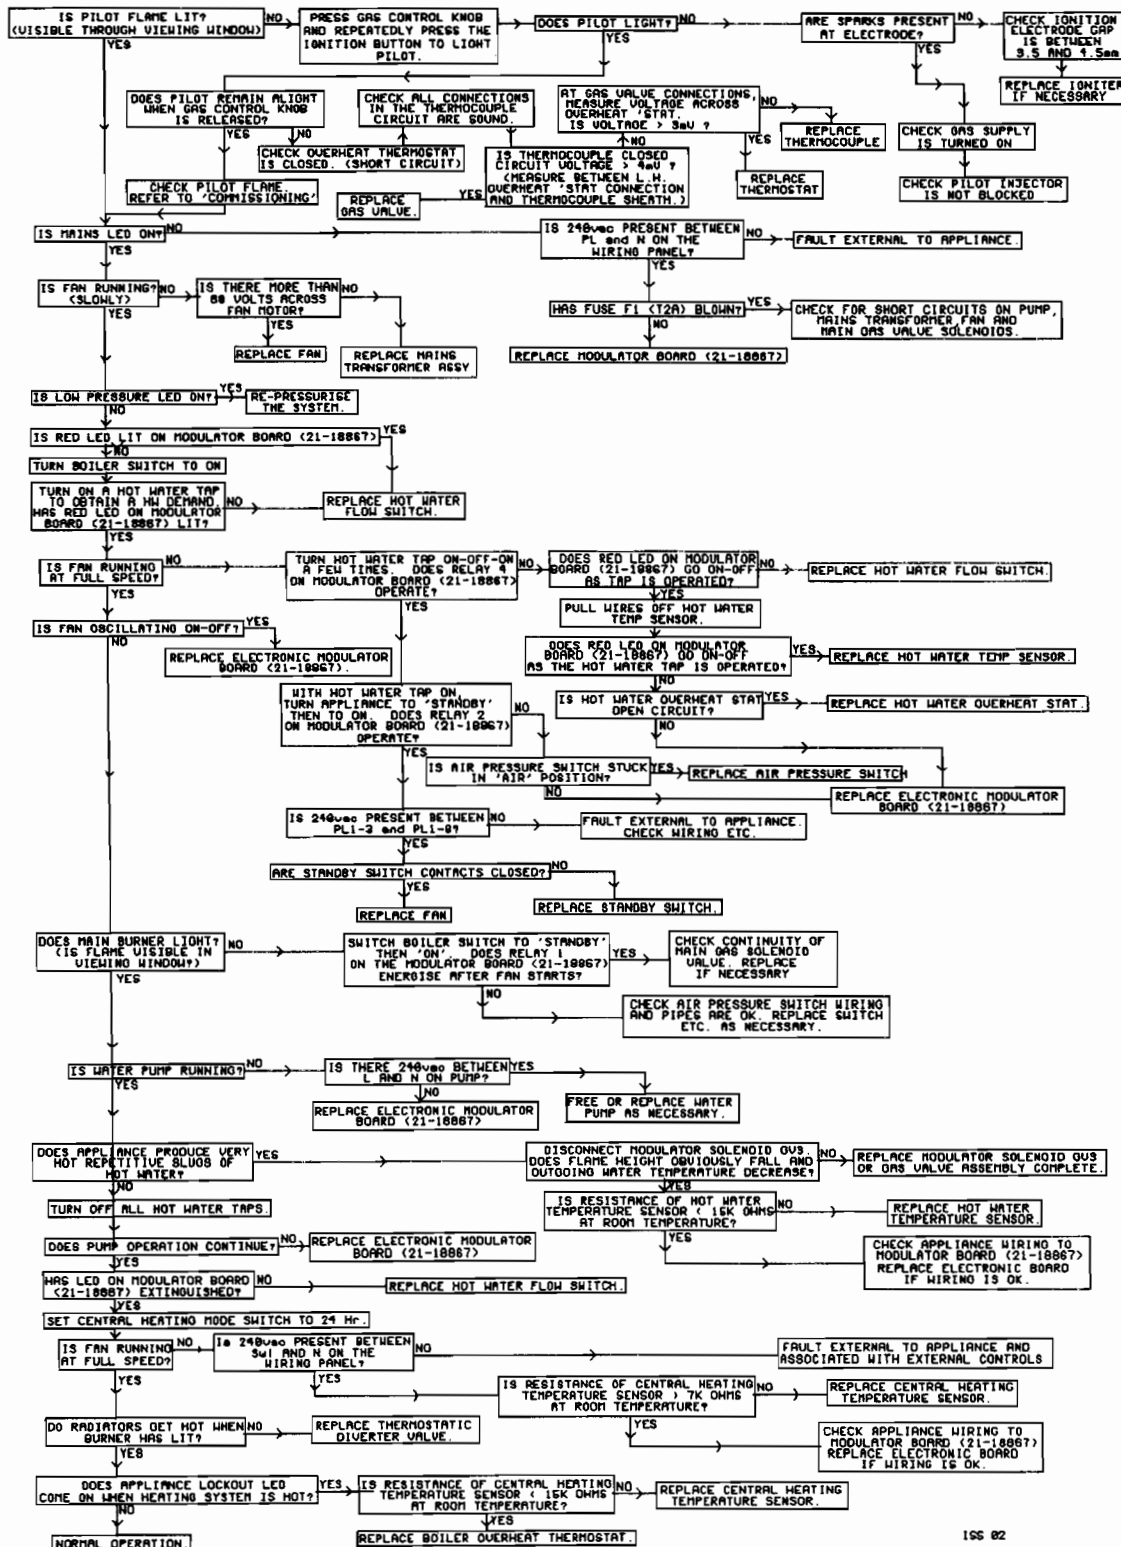 IS PILOT FLAME LIT?
(VISIBLE THROUGH VIEWING WINDOW)
NO
YES
PRESS GAS CONTROL KNOB
AND REPEATEDLY PRESS THE
IGNITION BUTTON TO LIGHT
PILOT.
DOES PILOT LIGHT?
NO
YES
ARE SPARKS PRESENT
AT ELECTRODE?
NO
YES
CHECK IGNITION
ELECTRODE GAP
IS BETWEEN
3.5 AND 4.5mm
REPLACE IGNITER
IF NECESSARY
DOES PILOT REMAIN ALIGHT
WHEN GAS CONTROL KNOB
IS RELEASED?
YES
NO
CHECK ALL CONNECTIONS
IN THE THERMOCOUPLE
CIRCUIT ARE SOUND.
AT GAS VALVE CONNECTIONS,
MEASURE VOLTAGE ACROSS
OVERHEAT 'STAT.
IS VOLTAGE > 3mV ?
NO
YES
NO
REPLACE
THERMOCOUPLE
CHECK GAS SUPPLY
IS TURNED ON
CHECK OVERHEAT THERMOSTAT
IS CLOSED. (SHORT CIRCUIT)
IS THERMOCOUPLE CLOSED
CIRCUIT VOLTAGE > 4mV ?
(MEASURE BETWEEN L.H.
OVERHEAT 'STAT CONNECTION
AND THERMOCOUPLE SHEATH.)
YES
REPLACE
THERMOSTAT
CHECK PILOT INJECTOR
IS NOT BLOCKED
CHECK PILOT FLAME.
REFER TO 'COMMISSIONING'
REPLACE
GAS VALVE.
IS MAINS LED ON?
NO
YES
IS 240vac PRESENT BETWEEN
PL and N ON THE
WIRING PANEL?
NO
YES
FAULT EXTERNAL TO APPLIANCE.
IS FAN RUNNING?
(SLOWLY)
NO
YES
IS THERE MORE THAN
60 VOLTS ACROSS
FAN MOTOR?
NO
YES
HAS FUSE F1 (T2A) BLOWN?
YES
NO
CHECK FOR SHORT CIRCUITS ON PUMP,
MAINS TRANSFORMER,FAN AND
MAIN GAS VALVE SOLENOIDS.
REPLACE FAN
REPLACE MAINS
TRANSFORMER ASSY
REPLACE MODULATOR BOARD (21-18867)
IS LOW PRESSURE LED ON?
YES
NO
RE-PRESSURISE
THE SYSTEM.
IS RED LED LIT ON MODULATOR BOARD (21-18867)
YES
NO
TURN BOILER SWITCH TO ON
TURN ON A HOT WATER TAP
TO OBTAIN A HW DEMAND.
HAS RED LED ON MODULATOR
BOARD (21-18867) LIT?
NO
YES
REPLACE HOT WATER
FLOW SWITCH.
IS FAN RUNNING
AT FULL SPEED?
NO
YES
TURN HOT WATER TAP ON-OFF-ON
A FEW TIMES. DOES RELAY 4
ON MODULATOR BOARD (21-18867)
OPERATE?
NO
YES
DOES RED LED ON MODULATOR
BOARD (21-18867) GO ON-OFF
AS TAP IS OPERATED?
NO
YES
REPLACE HOT WATER FLOW SWITCH.
PULL WIRES OFF HOT WATER
TEMP SENSOR.
IS FAN OSCILLATING ON-OFF?
YES
NO
REPLACE ELECTRONIC MODULATOR
BOARD (21-18867).
DOES RED LED ON MODULATOR
BOARD (21-18867) GO ON-OFF
AS THE HOT WATER TAP IS OPERATED?
YES
NO
REPLACE HOT WATER TEMP SENSOR.
WITH HOT WATER TAP ON,
TURN APPLIANCE TO 'STANDBY'
THEN TO ON. DOES RELAY 2
ON MODULATOR BOARD (21-18867)
OPERATE?
NO
YES
IS HOT WATER OVERHEAT STAT
OPEN CIRCUIT?
YES
NO
REPLACE HOT WATER OVERHEAT STAT.
IS AIR PRESSURE SWITCH STUCK
IN 'AIR' POSITION?
YES
NO
REPLACE AIR PRESSURE SWITCH
REPLACE ELECTRONIC MODULATOR
BOARD (21-18867)
IS 240vac PRESENT BETWEEN
PL1-3 and PL1-8?
NO
YES
FAULT EXTERNAL TO APPLIANCE.
CHECK WIRING ETC.
ARE STANDBY SWITCH CONTACTS CLOSED?
NO
YES
REPLACE FAN
REPLACE STANDBY SWITCH.
DOES MAIN BURNER LIGHT?
(IS FLAME VISIBLE IN
VIEWING WINDOW?)
NO
YES
SWITCH BOILER SWITCH TO 'STANDBY'
THEN 'ON'. DOES RELAY 1
ON THE MODULATOR BOARD (21-18867)
ENERGISE AFTER FAN STARTS?
YES
NO
CHECK CONTINUITY OF
MAIN GAS SOLENOID
VALVE. REPLACE
IF NECESSARY
CHECK AIR PRESSURE SWITCH WIRING
AND PIPES ARE OK. REPLACE SWITCH
ETC. AS NECESSARY.
IS WATER PUMP RUNNING?
NO
YES
IS THERE 240vac BETWEEN
L AND N ON PUMP?
YES
NO
REPLACE ELECTRONIC MODULATOR
BOARD (21-18867)
FREE OR REPLACE WATER
PUMP AS NECESSARY.
DOES APPLIANCE PRODUCE VERY
HOT REPETITIVE SLUGS OF
HOT WATER?
YES
NO
DISCONNECT MODULATOR SOLENOID GVS.
DOES FLAME HEIGHT OBVIOUSLY FALL AND
OUTGOING WATER TEMPERATURE DECREASE?
NO
YES
REPLACE MODULATOR SOLENOID GVS
OR GAS VALVE ASSEMBLY COMPLETE.
TURN OFF ALL HOT WATER TAPS.
IS RESISTANCE OF HOT WATER
TEMPERATURE SENSOR < 15K OHMS
AT ROOM TEMPERATURE?
NO
YES
REPLACE HOT WATER
TEMPERATURE SENSOR.
DOES PUMP OPERATION CONTINUE?
NO
YES
REPLACE ELECTRONIC MODULATOR
BOARD (21-18867)
CHECK APPLIANCE WIRING TO
MODULATOR BOARD (21-18867)
REPLACE ELECTRONIC BOARD
IF WIRING IS OK.
HAS LED ON MODULATOR BOARD
(21-18867) EXTINGUISHED?
NO
YES
REPLACE HOT WATER FLOW SWITCH.
SET CENTRAL HEATING MODE SWITCH TO 24 Hr.
IS FAN RUNNING
AT FULL SPEED?
NO
YES
Is 240vac PRESENT BETWEEN
Sw1 AND N ON THE
WIRING PANEL?
NO
YES
FAULT EXTERNAL TO APPLIANCE AND
ASSOCIATED WITH EXTERNAL CONTROLS
IS RESISTANCE OF CENTRAL HEATING
TEMPERATURE SENSOR > 7K OHMS
AT ROOM TEMPERATURE?
NO
YES
REPLACE CENTRAL HEATING
TEMPERATURE SENSOR.
DO RADIATORS GET HOT WHEN
BURNER HAS LIT?
NO
YES
REPLACE THERMOSTATIC
DIVERTER VALVE.
CHECK APPLIANCE WIRING TO
MODULATOR BOARD (21-18867)
REPLACE ELECTRONIC BOARD
IF WIRING IS OK.
DOES APPLIANCE LOCKOUT LED
COME ON WHEN HEATING SYSTEM IS HOT?
YES
NO
IS RESISTANCE OF CENTRAL HEATING
TEMPERATURE SENSOR < 15K OHMS
AT ROOM TEMPERATURE?
NO
YES
REPLACE CENTRAL HEATING
TEMPERATURE SENSOR.
NORMAL OPERATION.
REPLACE BOILER OVERHEAT THERMOSTAT.
ISS 02